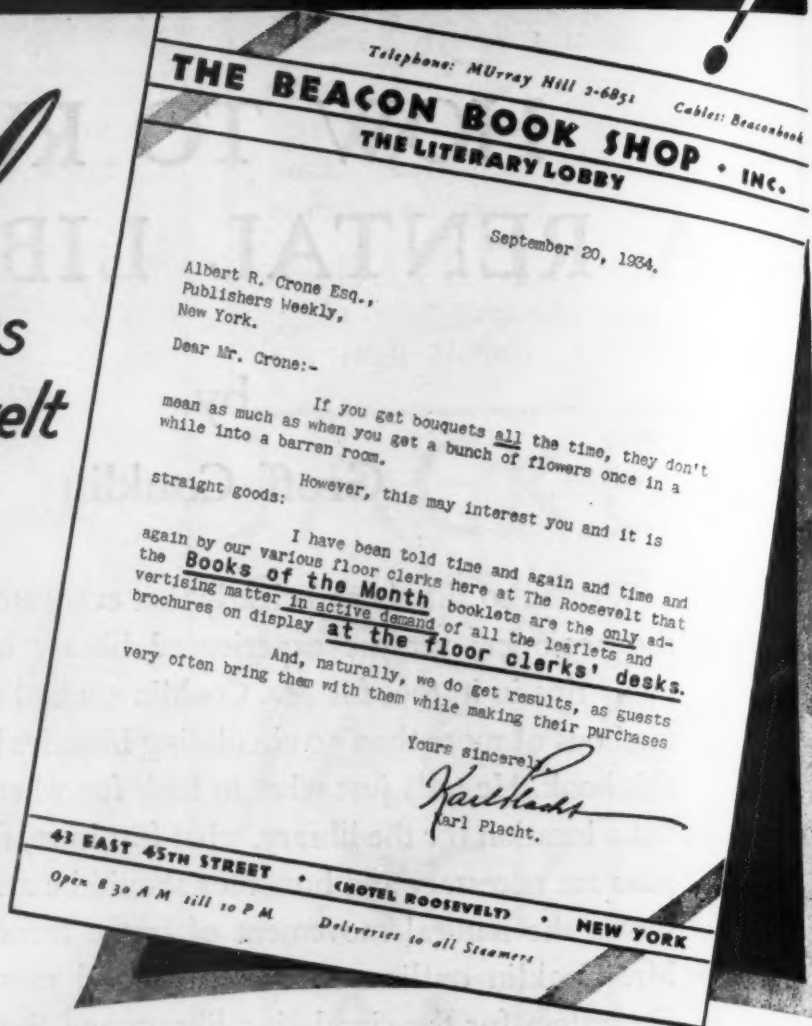 Telephone: MUrray Hill 2-6851 Cables: Beaconbook
THE BEACON BOOK SHOP • INC.
THE LITERARY LOBBY
September 20, 1934.
Albert R. Crone Esq.,
Publishers Weekly,
New York.
Dear Mr. Crone:-
If you get bouquets all the time, they don't
mean as much as when you get a bunch of flowers once in a
while into a barren room.
However, this may interest you and it is
straight goods:
I have been told time and again and time and
again by our various floor clerks here at The Roosevelt that
the Books of the Month booklets are the only ad-
vertising matter in active demand of all the leaflets and
brochures on display at the floor clerks' desks.
And, naturally, we do get results, as guests
very often bring them with them while making their purchases
Yours sincerely,
Karl Placht
Karl Placht.
43 EAST 45TH STREET • (HOTEL ROOSEVELT) • NEW YORK
Open 8 30 A M till 10 P M Deliveries to all Steamers
s
elt